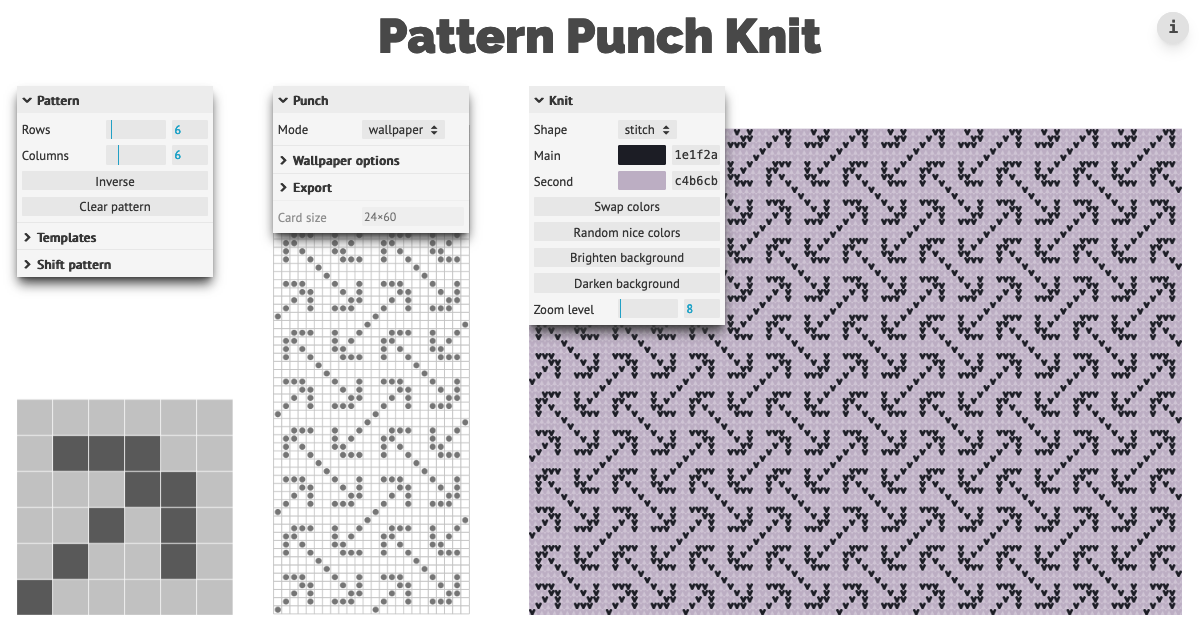 Pattern Punch Knit
i
Pattern
Rows 6
Columns 6
Inverse
Clear pattern
Templates
Shift pattern
Punch
Mode wallpaper
Wallpaper options
Export
Card size 24×60
Knit
Shape stitch
Main 1e1f2a
Second c4b6cb
Swap colors
Random nice colors
Brighten background
Darken background
Zoom level 8